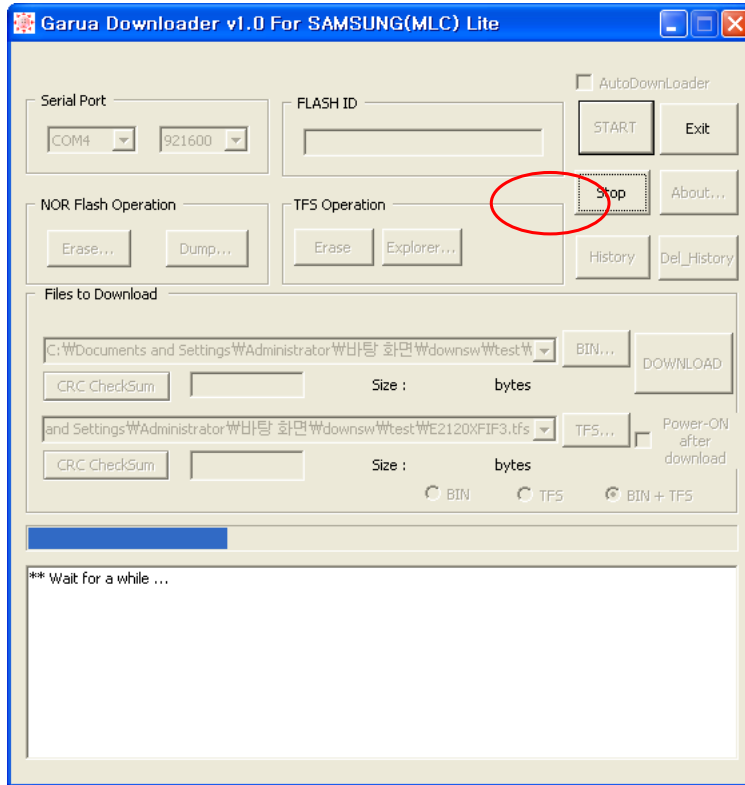 Garua Downloader v1.0 For SAMSUNG(MLC) Lite
AutoDownLoader
Serial Port
FLASH ID
COM4
921600
START
Exit
Stop
About...
NOR Flash Operation
TFS Operation
Erase...
Dump...
Erase
Explorer...
History
Del_History
Files to Download
C:₩Documents and Settings₩Administrator₩바탕 화면₩downsw₩test₩
BIN...
DOWNLOAD
CRC CheckSum
Size :
bytes
and Settings₩Administrator₩바탕 화면₩downsw₩test₩E2120XFIF3.tfs
TFS...
Power-ON
after
download
CRC CheckSum
Size :
bytes
BIN
TFS
BIN + TFS
** Wait for a while ...